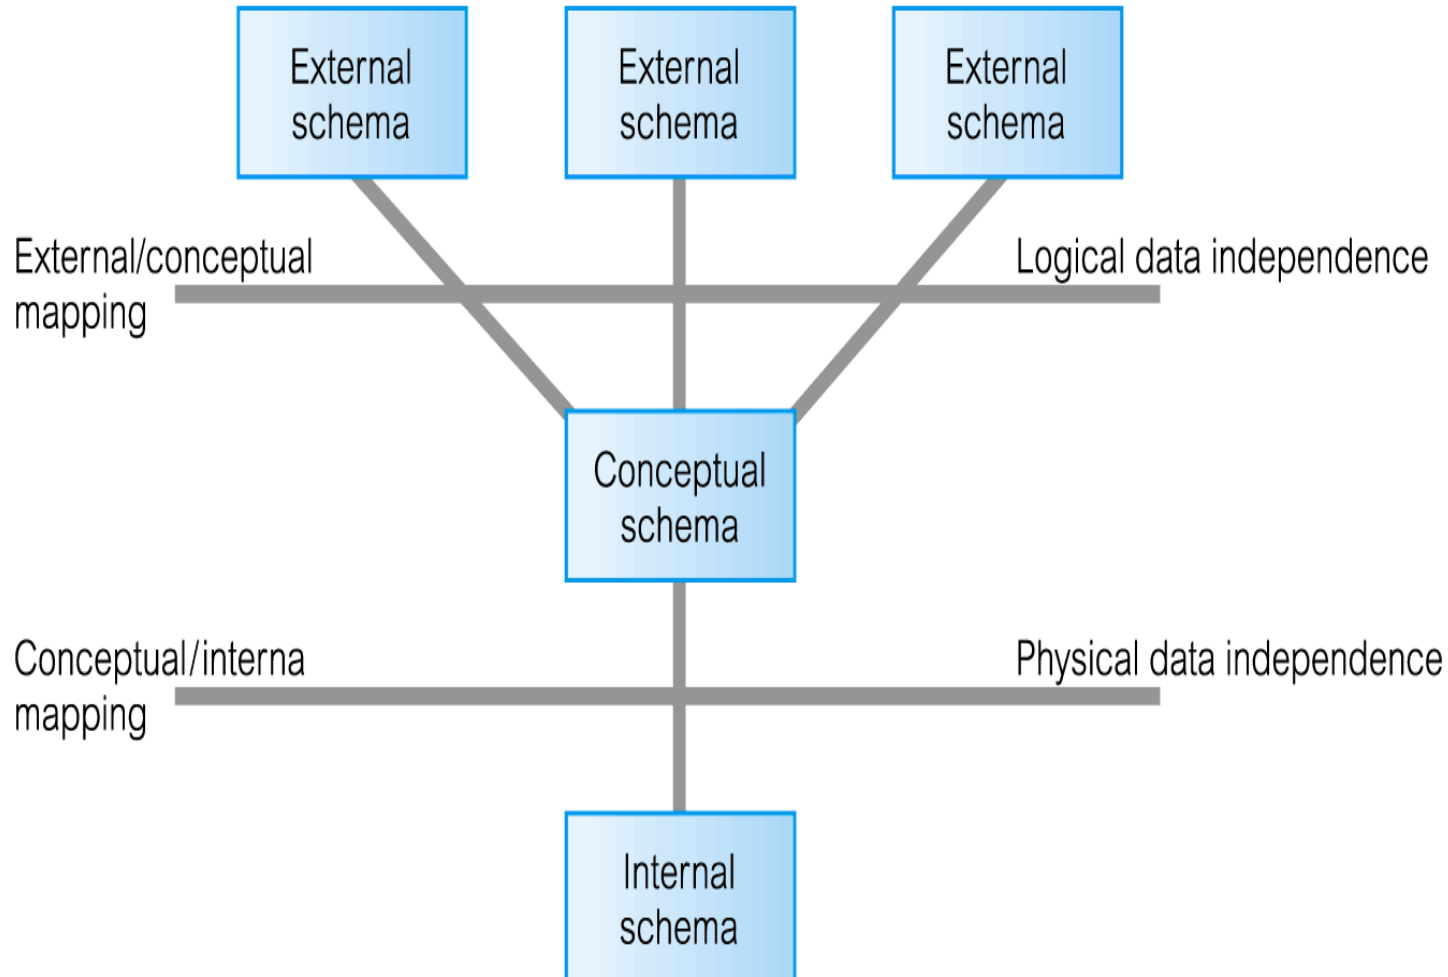 External
schema
External
schema
External
schema
External/conceptual
mapping
Logical data independence
Conceptual
schema
Conceptual/interna
mapping
Physical data independence
Internal
schema